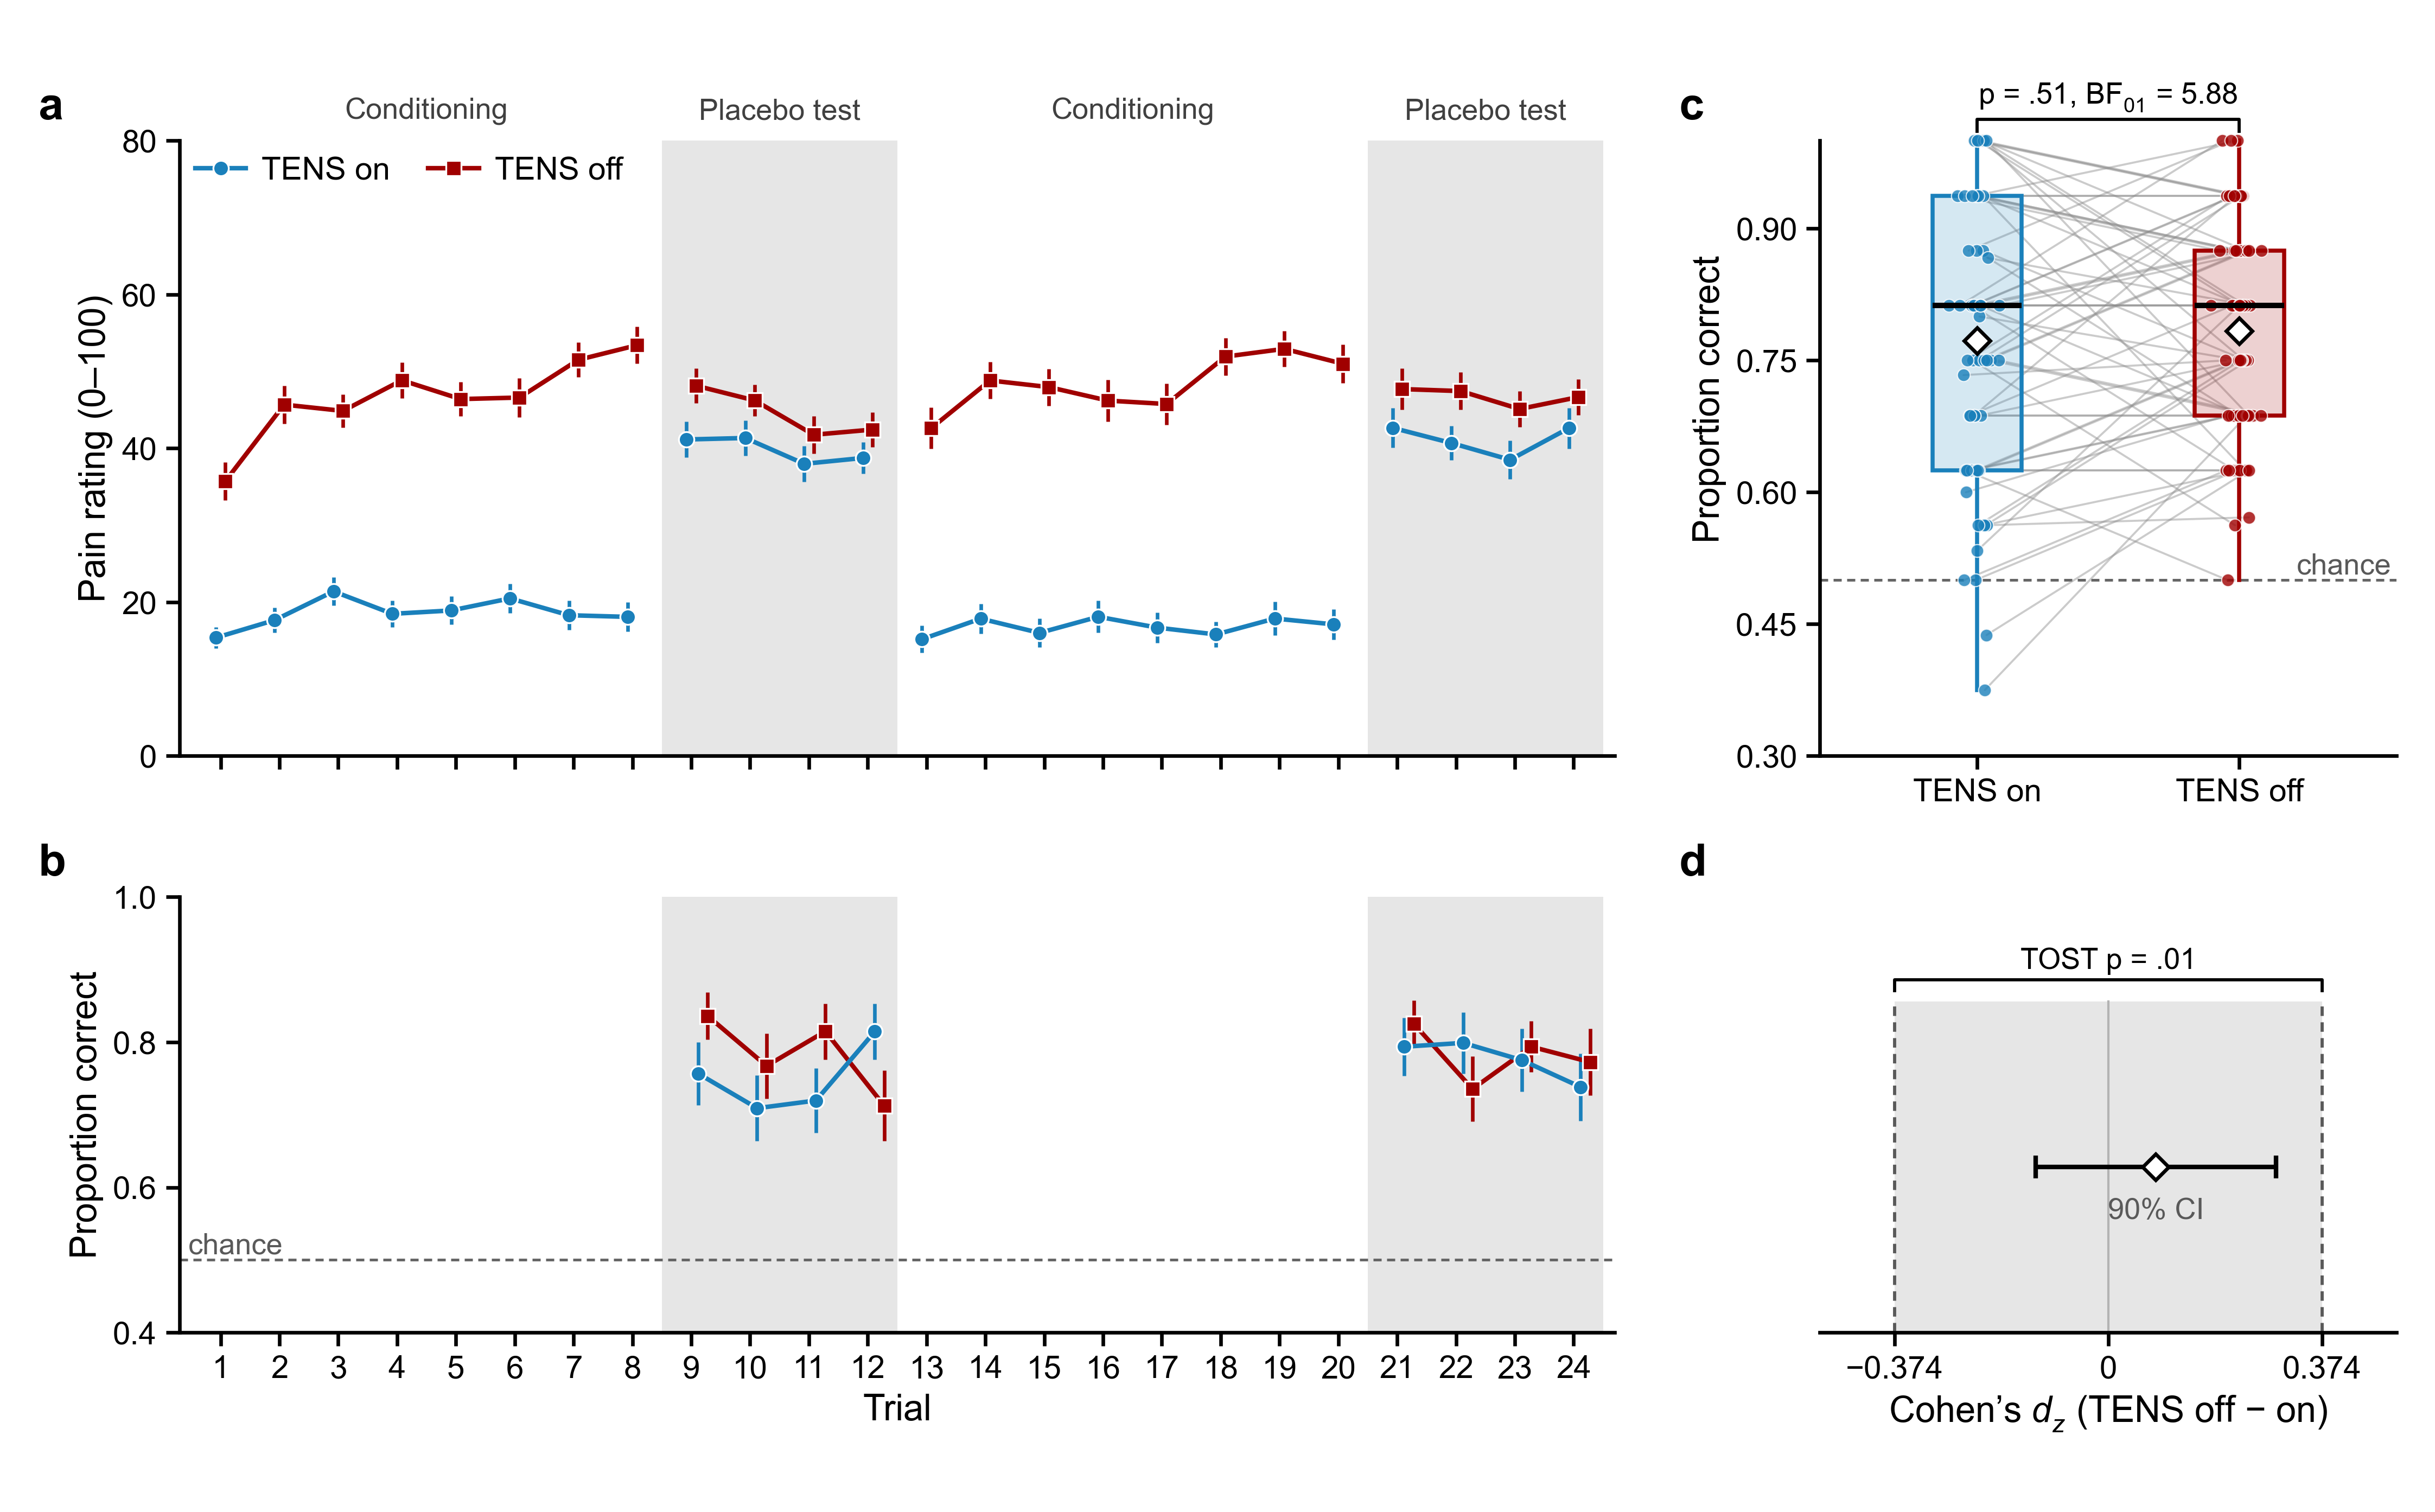 a
Conditioning
Placebo test
Conditioning
Placebo test
TENS on
TENS off
80
60
40
20
0
Pain rating (0–100)
b
1.0
0.8
0.6
0.4
Proportion correct
chance
1 2 3 4 5 6 7 8 9 10 11 12 13 14 15 16 17 18 19 20 21 22 23 24
Trial
c
p = .51, BF₀₁ = 5.88
0.90
0.75
0.60
0.45
0.30
Proportion correct
chance
TENS on
TENS off
d
TOST p = .01
90% CI
−0.374 0 0.374
Cohen’s d_z (TENS off − on)